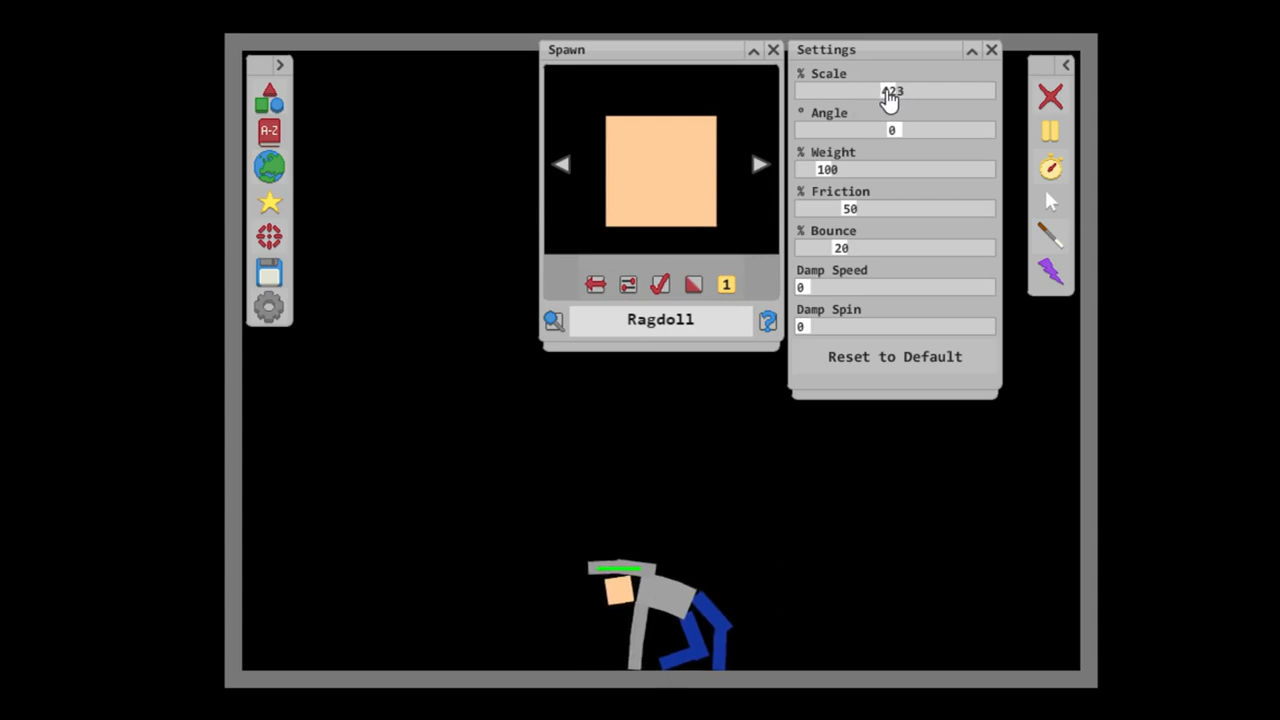 Spawn
Ragdoll
1
Settings
% Scale
° Angle
0
% Weight
100
% Friction
50
% Bounce
20
Damp Speed
0
Damp Spin
0
Reset to Default
A-Z